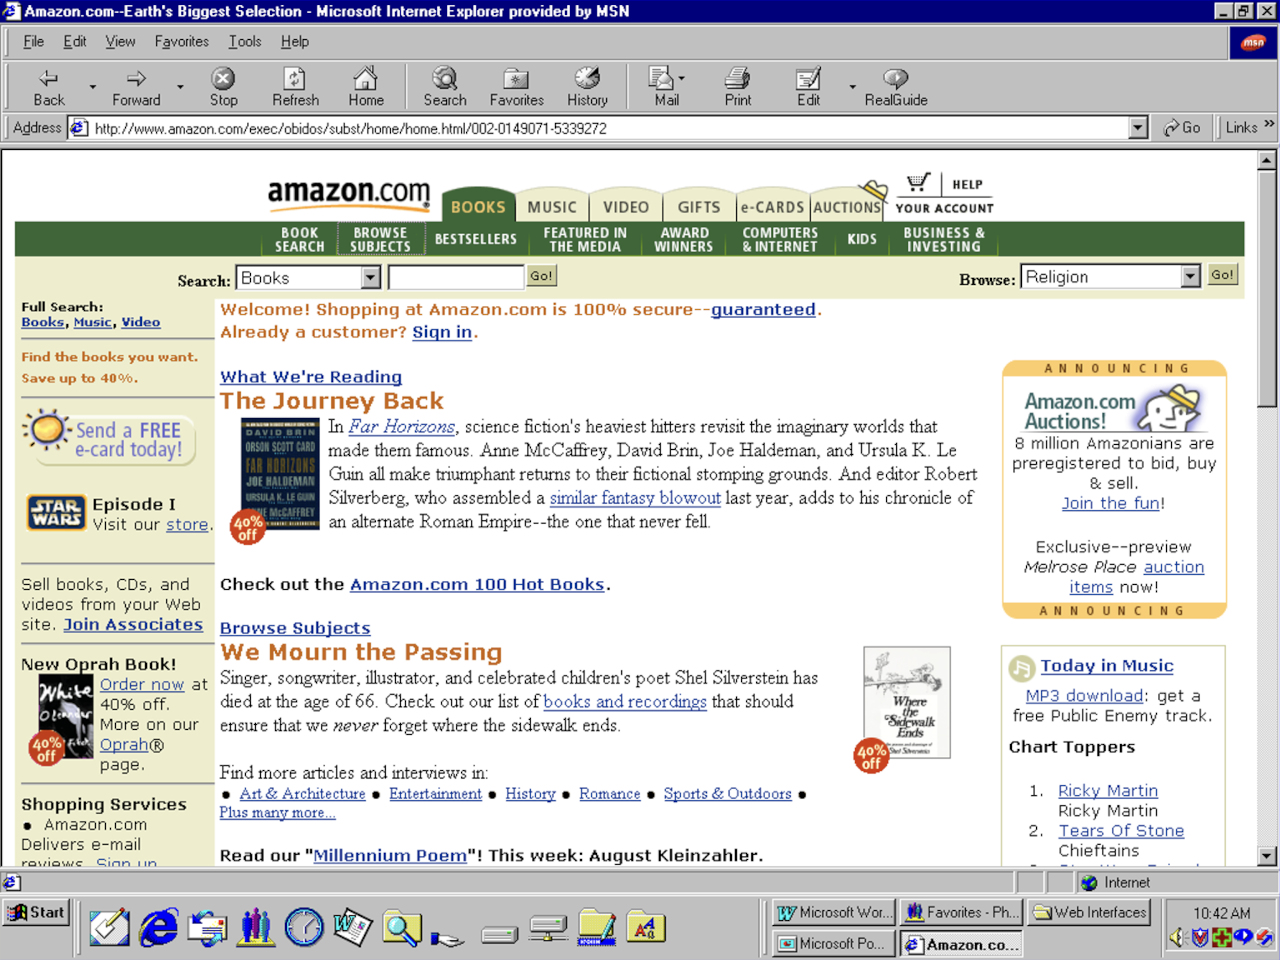 Amazon.com--Earth's Biggest Selection - Microsoft Internet Explorer provided by MSN
File Edit View Favorites Tools Help
msn
Back Forward Stop Refresh Home Search Favorites History Mail Print Edit RealGuide
Address http://www.amazon.com/exec/obidos/subst/home/home.html/002-0149071-5339272 Go Links »
amazon.com BOOKS MUSIC VIDEO GIFTS e-CARDS AUCTIONS HELP
YOUR ACCOUNT
BOOK SEARCH BROWSE SUBJECTS BESTSELLERS FEATURED IN THE MEDIA AWARD WINNERS COMPUTERS & INTERNET KIDS BUSINESS & INVESTING
Search: Books Go! Browse: Religion Go!
Full Search:
Books, Music, Video
Find the books you want.
Save up to 40%.
Send a FREE
e-card today!
STAR WARS
Episode I
Visit our store.
Sell books, CDs, and
videos from your Web
site. Join Associates
New Oprah Book!
White Oleander
40% off
Order now at
40% off.
More on our
Oprah®
page.
Shopping Services
● Amazon.com
Delivers e-mail
reviews. Sign up
Welcome! Shopping at Amazon.com is 100% secure--guaranteed.
Already a customer? Sign in.
What We're Reading
The Journey Back
DAVID BRIN
ORSON SCOTT CARD
FAR HORIZONS
JOE HALDEMAN
URSULA K. LE GUIN
McCAFFREY
40% off
In Far Horizons, science fiction's heaviest hitters revisit the imaginary worlds that
made them famous. Anne McCaffrey, David Brin, Joe Haldeman, and Ursula K. Le
Guin all make triumphant returns to their fictional stomping grounds. And editor Robert
Silverberg, who assembled a similar fantasy blowout last year, adds to his chronicle of
an alternate Roman Empire--the one that never fell.
Check out the Amazon.com 100 Hot Books.
Browse Subjects
We Mourn the Passing
Singer, songwriter, illustrator, and celebrated children's poet Shel Silverstein has
died at the age of 66. Check out our list of books and recordings that should
ensure that we never forget where the sidewalk ends.
Where the Sidewalk Ends
Shel Silverstein
40% off
Find more articles and interviews in:
● Art & Architecture ● Entertainment ● History ● Romance ● Sports & Outdoors ●
Plus many more...
Read our "Millennium Poem"! This week: August Kleinzahler.
ANNOUNCING
Amazon.com
Auctions!
8 million Amazonians are
preregistered to bid, buy
& sell.
Join the fun!
Exclusive--preview
Melrose Place auction
items now!
ANNOUNCING
Today in Music
MP3 download: get a
free Public Enemy track.
Chart Toppers
1. Ricky Martin
Ricky Martin
2. Tears Of Stone
Chieftains
Internet
Start
Microsoft Wor... Favorites - Ph... Web Interfaces
Microsoft Po... Amazon.co...
10:42 AM